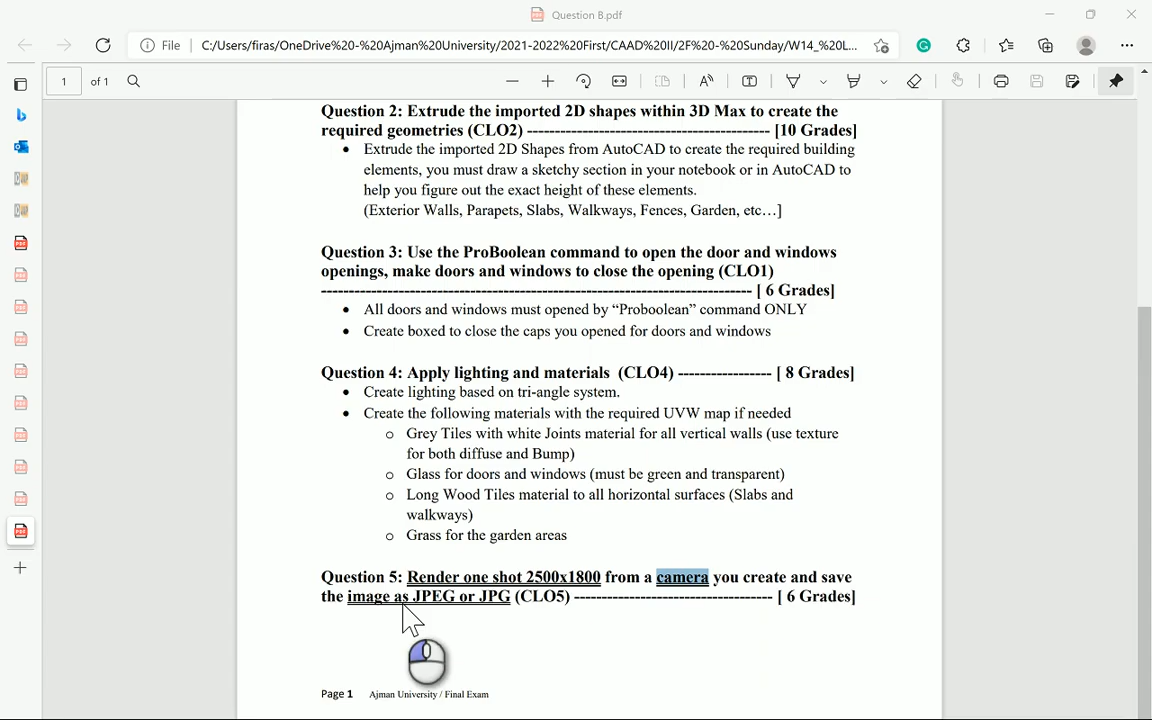 Question B.pdf
File
C:/Users/firas/OneDrive%20-%20Ajman%20University/2021-2022%20First/CAAD%20II/2F%20-%20Sunday/W14_%20L...
1 of 1
Question 2: Extrude the imported 2D shapes within 3D Max to create the
required geometries (CLO2) ------------------------------------------ [10 Grades]
• Extrude the imported 2D Shapes from AutoCAD to create the required building
elements, you must draw a sketchy section in your notebook or in AutoCAD to
help you figure out the exact height of these elements.
(Exterior Walls, Parapets, Slabs, Walkways, Fences, Garden, etc…]
Question 3: Use the ProBoolean command to open the door and windows
openings, make doors and windows to close the opening (CLO1)
-------------------------------------------------------------------------- [ 6 Grades]
• All doors and windows must opened by “Proboolean” command ONLY
• Create boxed to close the caps you opened for doors and windows
Question 4: Apply lighting and materials (CLO4) ---------------- [ 8 Grades]
• Create lighting based on tri-angle system.
• Create the following materials with the required UVW map if needed
o Grey Tiles with white Joints material for all vertical walls (use texture
for both diffuse and Bump)
o Glass for doors and windows (must be green and transparent)
o Long Wood Tiles material to all horizontal surfaces (Slabs and
walkways)
o Grass for the garden areas
Question 5: Render one shot 2500x1800 from a camera you create and save
the image as JPEG or JPG (CLO5) ---------------------------------- [ 6 Grades]
Page 1 Ajman University / Final Exam